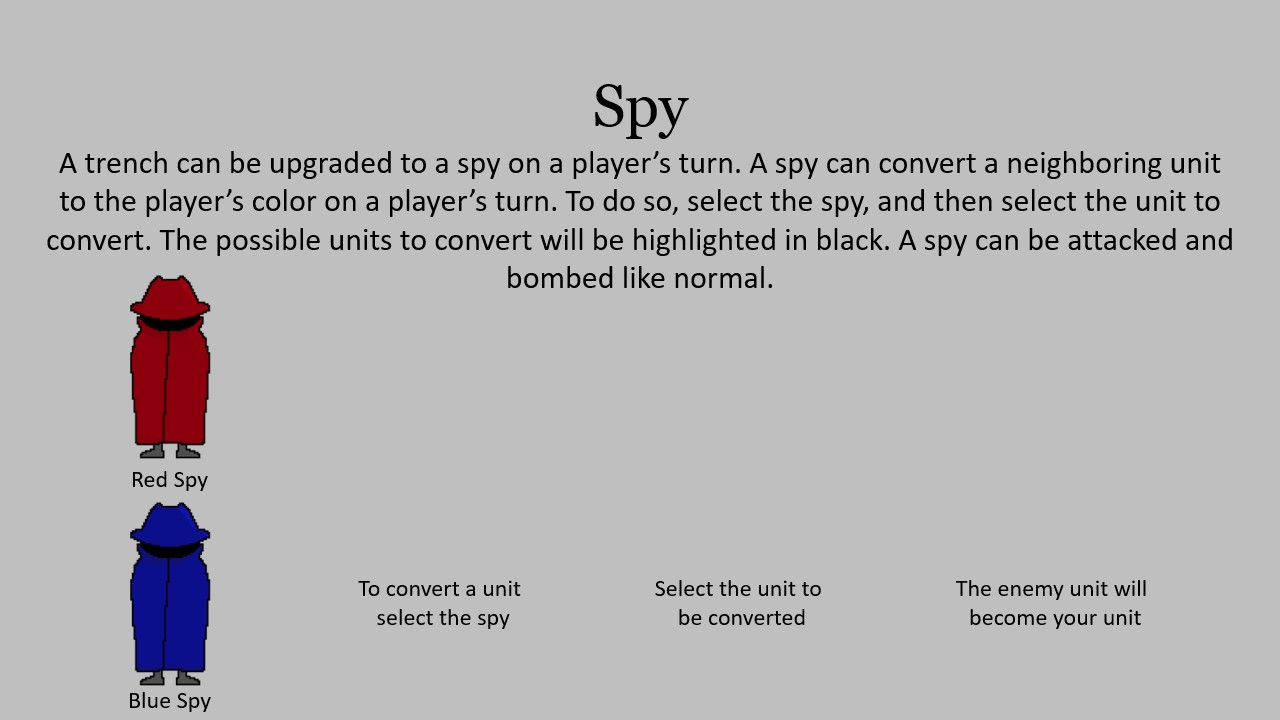 Spy
A trench can be upgraded to a spy on a player’s turn. A spy can convert a neighboring unit
to the player’s color on a player’s turn. To do so, select the spy, and then select the unit to
convert. The possible units to convert will be highlighted in black. A spy can be attacked and
bombed like normal.
Red Spy
To convert a unit
select the spy
Select the unit to
be converted
The enemy unit will
become your unit
Blue Spy